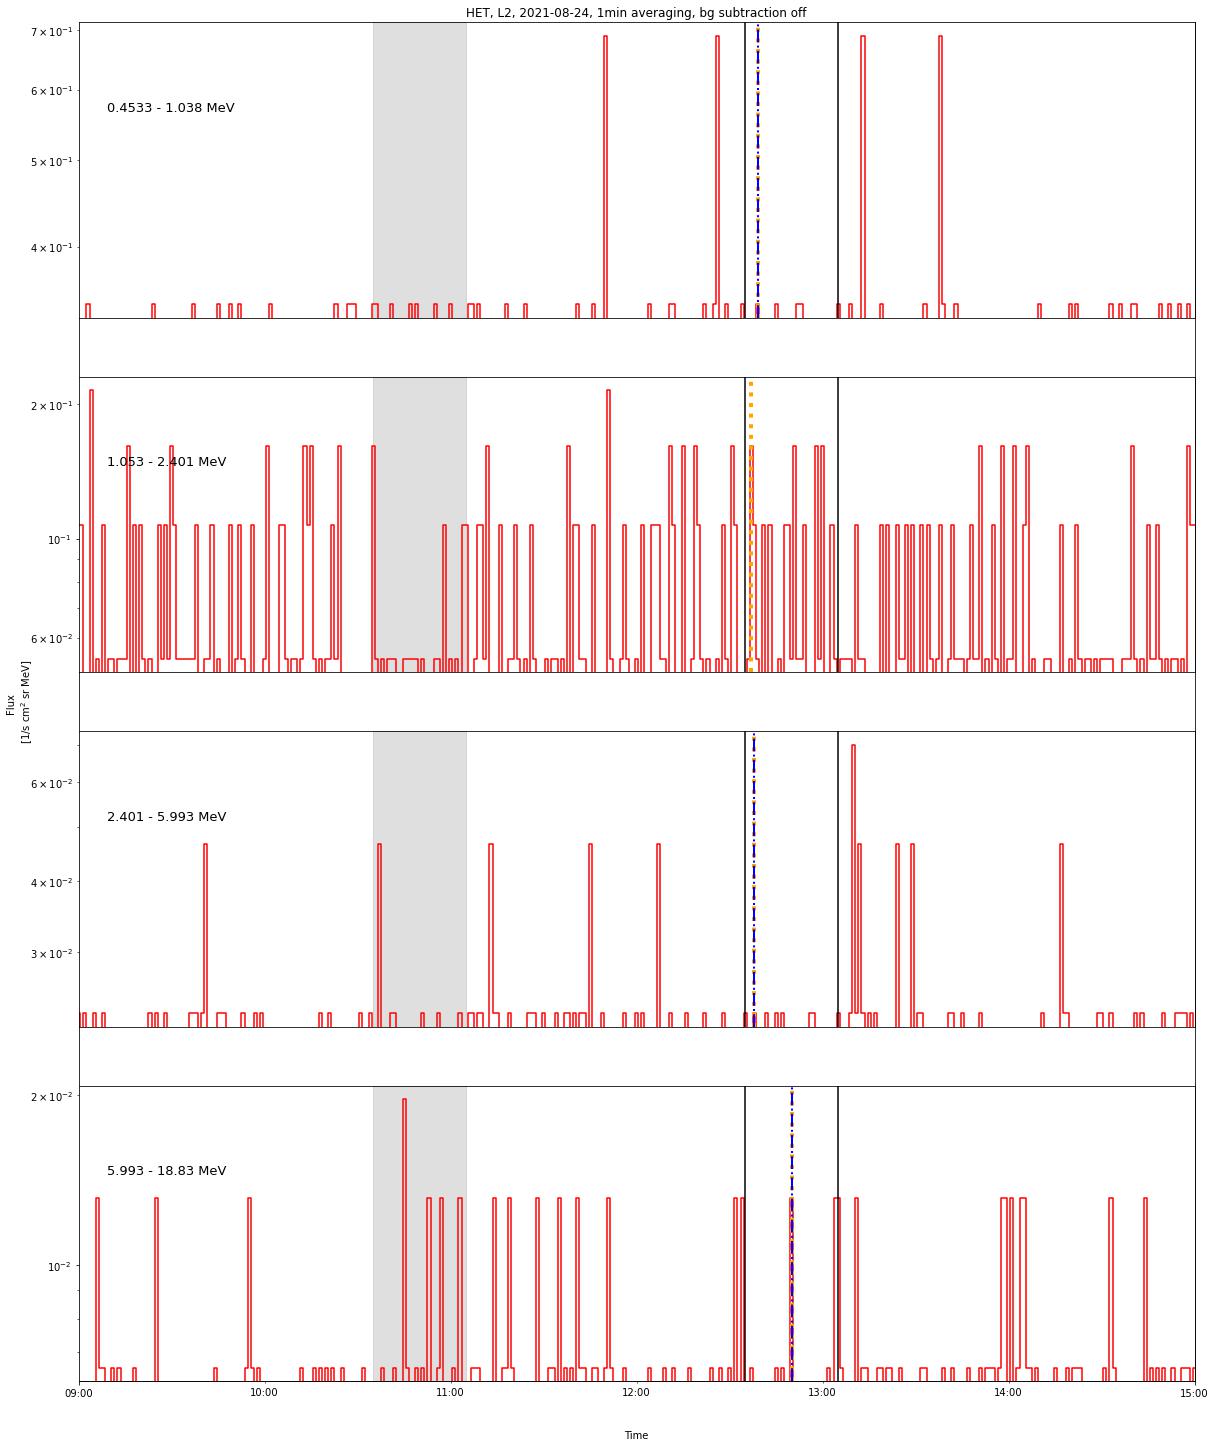 HET, L2, 2021-08-24, 1min averaging, bg subtraction off
7 × 10⁻¹
6 × 10⁻¹
0.4533 - 1.038 MeV
5 × 10⁻¹
4 × 10⁻¹
2 × 10⁻¹
1.053 - 2.401 MeV
10⁻¹
6 × 10⁻²
Flux
[1/s cm² sr MeV]
6 × 10⁻²
2.401 - 5.993 MeV
4 × 10⁻²
3 × 10⁻²
2 × 10⁻²
5.993 - 18.83 MeV
10⁻²
09:00 10:00 11:00 12:00 13:00 14:00 15:00
Time